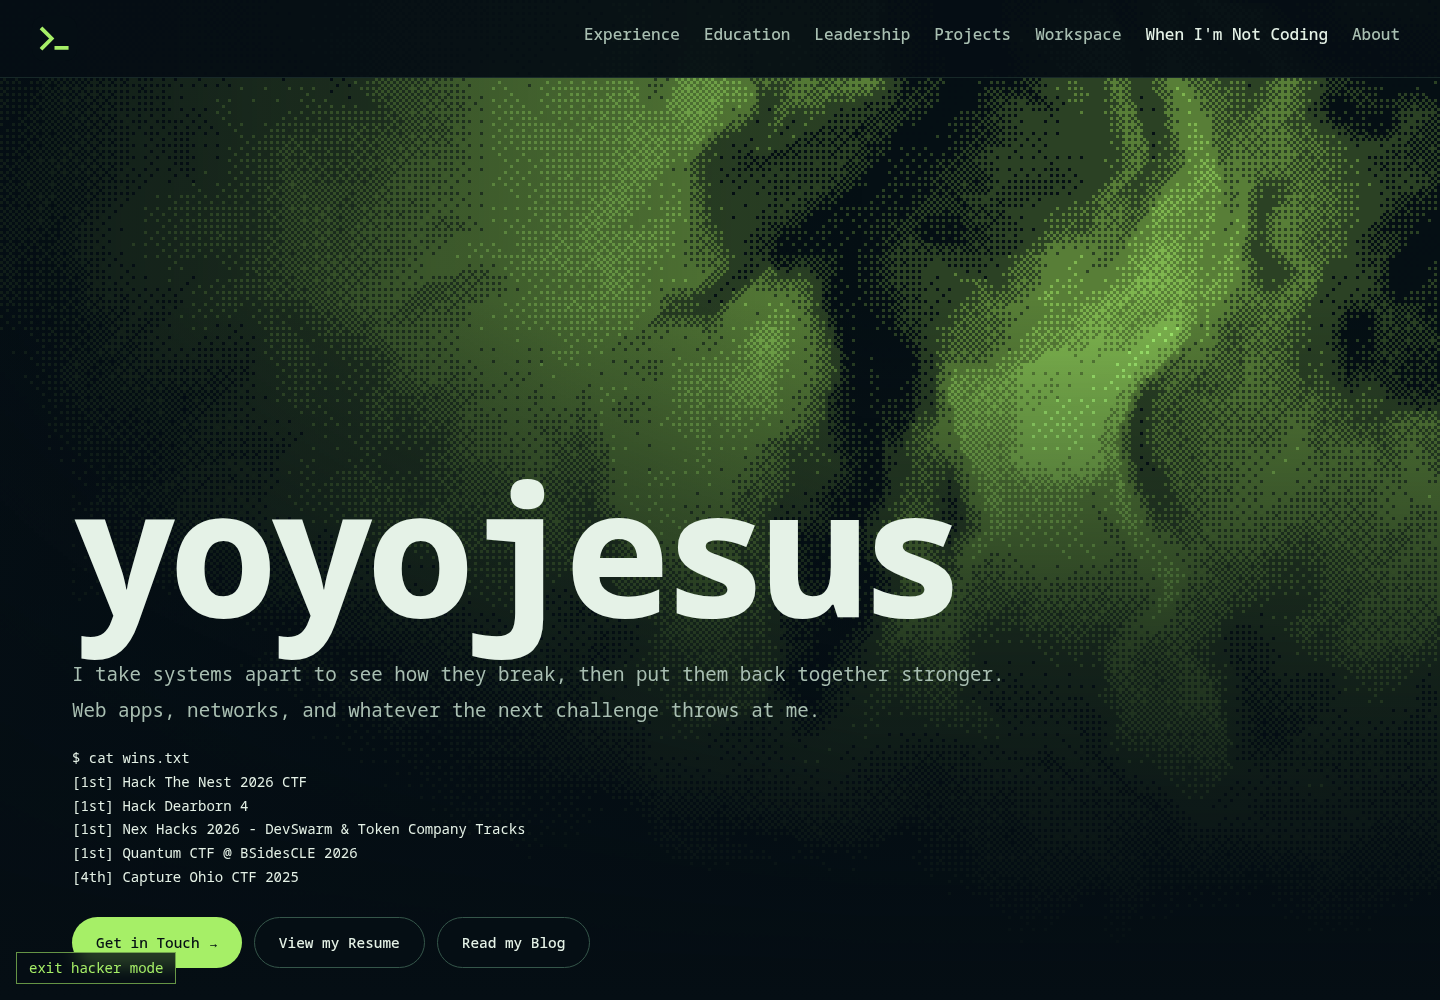 >_
Experience Education Leadership Projects Workspace When I'm Not Coding About
yoyojesus
I take systems apart to see how they break, then put them back together stronger.
Web apps, networks, and whatever the next challenge throws at me.
$ cat wins.txt
[1st] Hack The Nest 2026 CTF
[1st] Hack Dearborn 4
[1st] Nex Hacks 2026 - DevSwarm & Token Company Tracks
[1st] Quantum CTF @ BSidesCLE 2026
[4th] Capture Ohio CTF 2025
Get in Touch → View my Resume Read my Blog
exit hacker mode